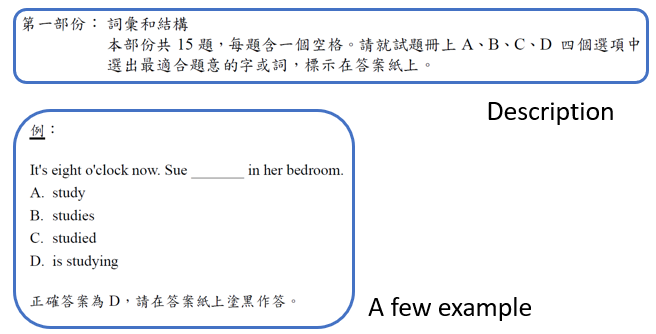 第一部份： 詞彙和結構
本部份共 15 題，每題含一個空格。請就試題冊上 A、B、C、D 四個選項中
選出最適合題意的字或詞，標示在答案紙上。
Description
例：
It's eight o'clock now. Sue _______ in her bedroom.
A. study
B. studies
C. studied
D. is studying
正確答案為 D，請在答案紙上塗黑作答。
A few example